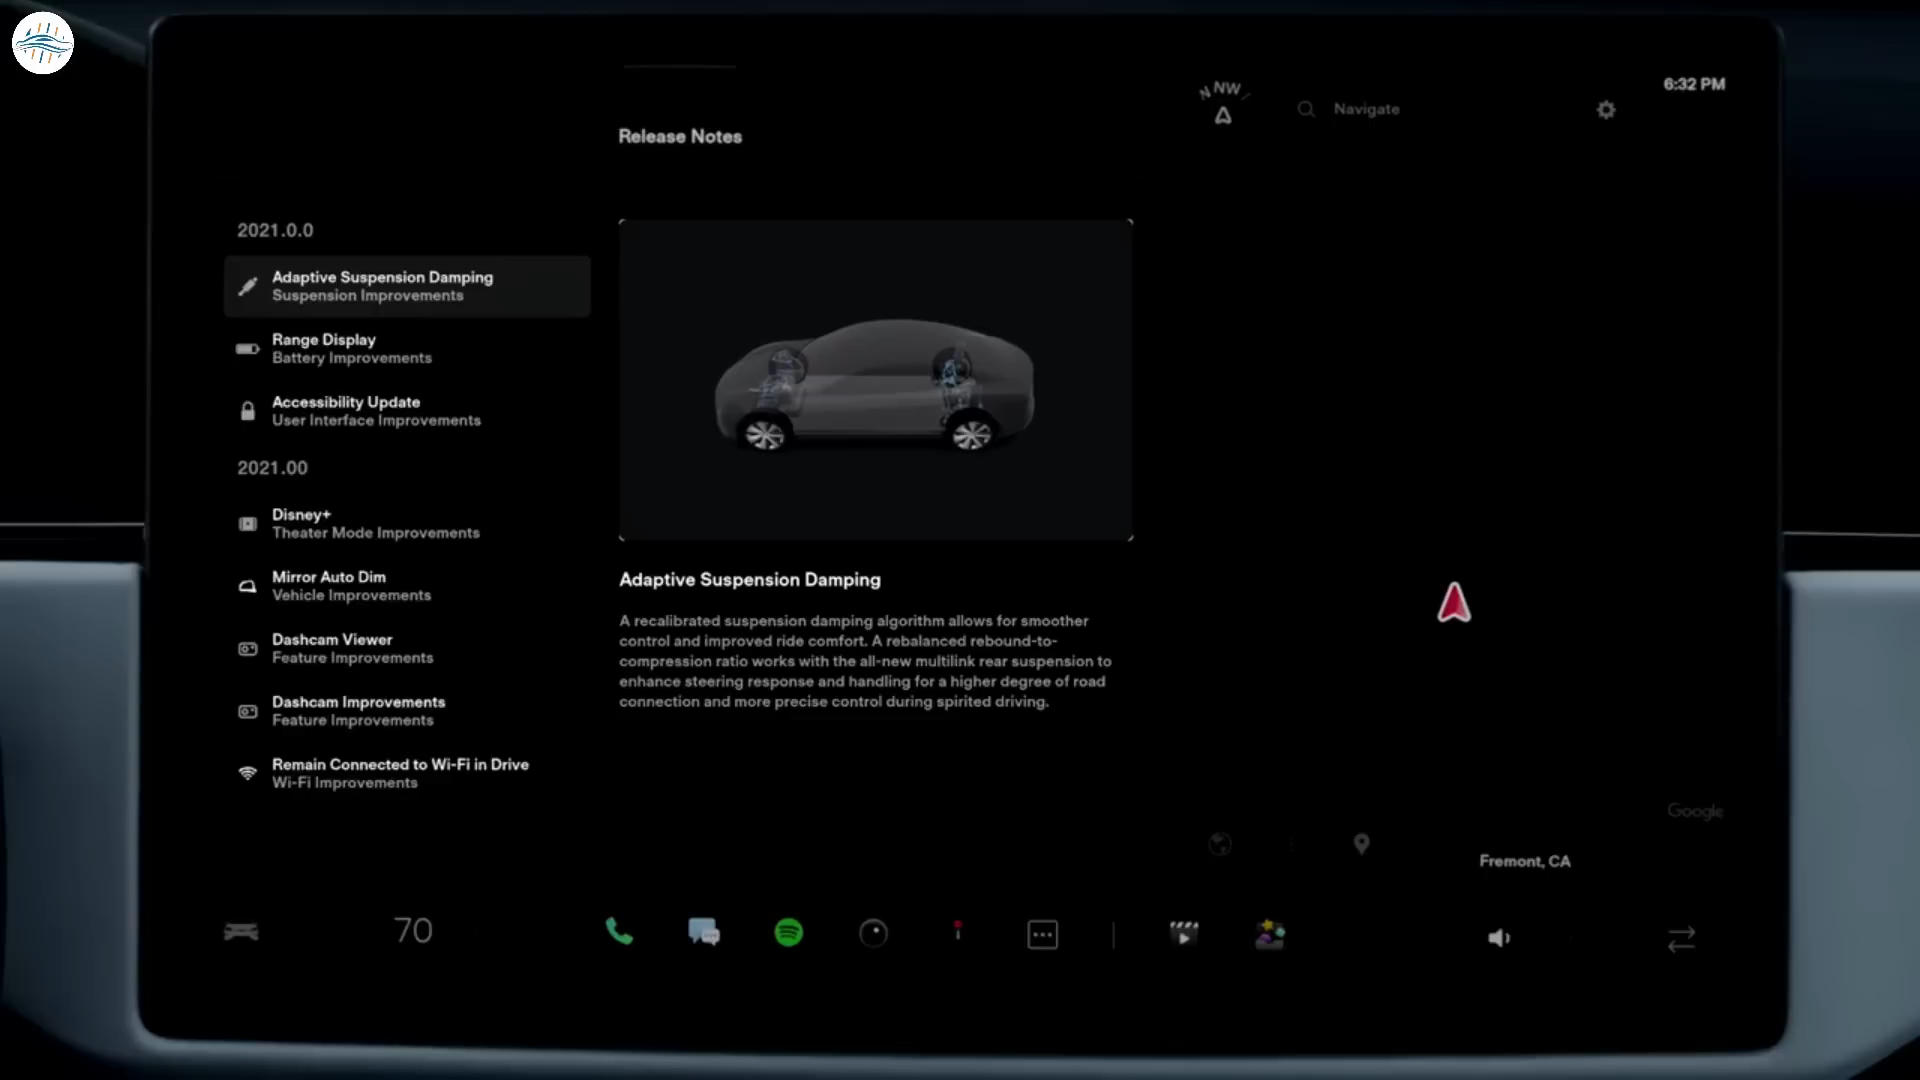 6:32 PM
N NW
Navigate
Release Notes
2021.0.0
Adaptive Suspension Damping
Suspension Improvements
Range Display
Battery Improvements
Accessibility Update
User Interface Improvements
2021.00
Disney+
Theater Mode Improvements
Mirror Auto Dim
Vehicle Improvements
Dashcam Viewer
Feature Improvements
Dashcam Improvements
Feature Improvements
Remain Connected to Wi-Fi in Drive
Wi-Fi Improvements
Adaptive Suspension Damping
A recalibrated suspension damping algorithm allows for smoother
control and improved ride comfort. A rebalanced rebound-to-
compression ratio works with the all-new multilink rear suspension to
enhance steering response and handling for a higher degree of road
connection and more precise control during spirited driving.
Google
Fremont, CA
70